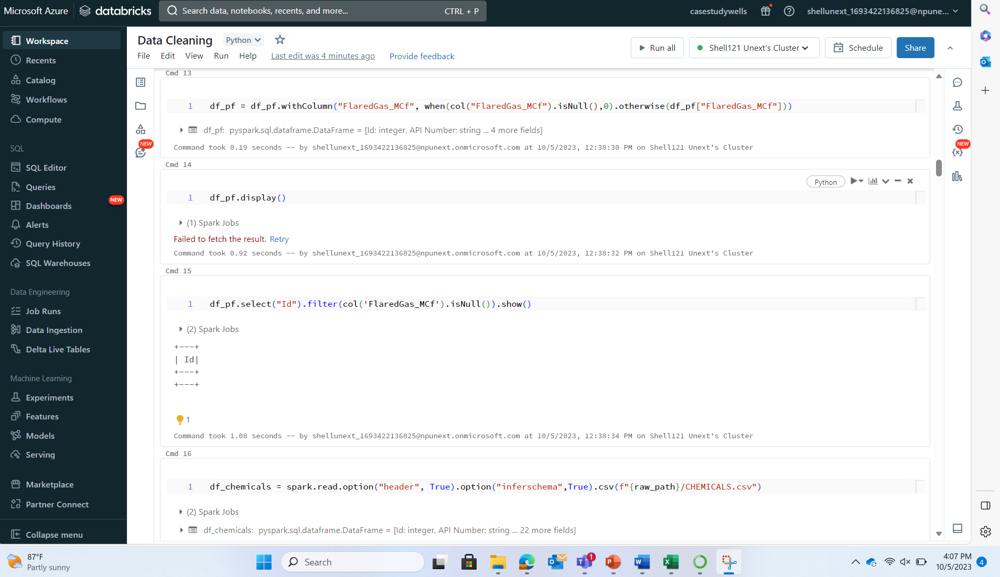 Microsoft Azure
databricks
Search data, notebooks, recents, and more...
CTRL + P
casestudywells
shellunext_1693422136825@npune...
Workspace
Recents
Catalog
Workflows
Compute
SQL
SQL Editor
Queries
Dashboards
NEW
Alerts
Query History
SQL Warehouses
Data Engineering
Job Runs
Data Ingestion
Delta Live Tables
Machine Learning
Experiments
Features
Models
Serving
Marketplace
Partner Connect
Collapse menu
Data Cleaning
Python
File Edit View Run Help Last edit was 4 minutes ago Provide feedback
Run all
Shell121 Unext's Cluster
Schedule
Share
NEW
NEW
Cmd 13
1 df_pf = df_pf.withColumn("FlaredGas_MCf", when(col("FlaredGas_MCf").isNull(),0).otherwise(df_pf["FlaredGas_MCf"]))
df_pf: pyspark.sql.dataframe.DataFrame = [Id: integer, API Number: string ... 4 more fields]
Command took 0.19 seconds -- by shellunext_1693422136825@npunext.onmicrosoft.com at 10/5/2023, 12:38:30 PM on Shell121 Unext's Cluster
Cmd 14
Python
1 df_pf.display()
(1) Spark Jobs
Failed to fetch the result. Retry
Command took 0.92 seconds -- by shellunext_1693422136825@npunext.onmicrosoft.com at 10/5/2023, 12:38:32 PM on Shell121 Unext's Cluster
Cmd 15
1 df_pf.select("Id").filter(col('FlaredGas_MCf').isNull()).show()
(2) Spark Jobs
+---+
| Id|
+---+
+---+
1
Command took 1.08 seconds -- by shellunext_1693422136825@npunext.onmicrosoft.com at 10/5/2023, 12:38:34 PM on Shell121 Unext's Cluster
Cmd 16
1 df_chemicals = spark.read.option("header", True).option("inferschema",True).csv(f"{raw_path}/CHEMICALS.csv")
(2) Spark Jobs
df_chemicals: pyspark.sql.dataframe.DataFrame = [Id: integer, API Number: string ... 22 more fields]
87°F
Partly sunny
Search
1
4:07 PM
10/5/2023
4